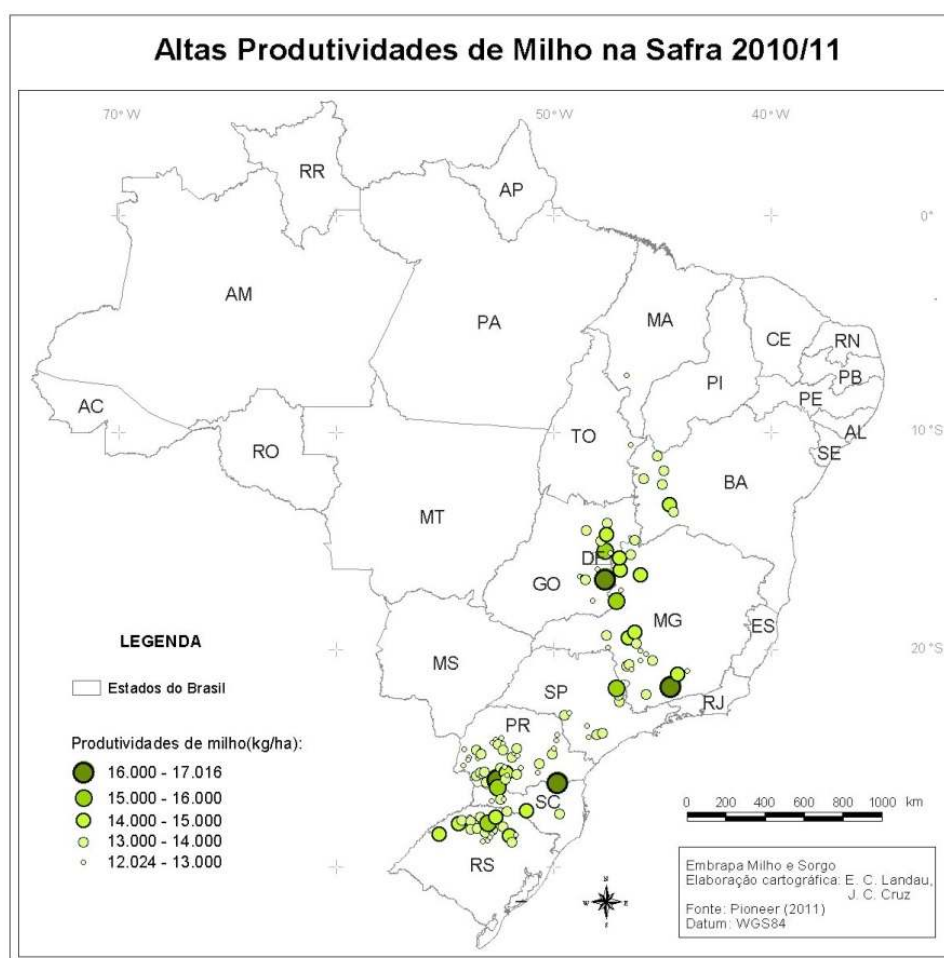 Altas Produtividades de Milho na Safra 2010/11
70° W
50° W
40° W
RR
AP
0°
AM
PA
MA
CE
RN
PB
PI
PE
AC
AL
TO
10° S
SE
RO
BA
MT
DF
GO
MG
ES
LEGENDA
20° S
MS
Estados do Brasil
SP
RJ
PR
Produtividades de milho(kg/ha):
16.000 - 17.016
15.000 - 16.000
SC
14.000 - 15.000
0 200 400 600 800 1000 km
13.000 - 14.000
12.024 - 13.000
RS
Embrapa Milho e Sorgo
Elaboração cartográfica: E. C. Landau,
J. C. Cruz
Fonte: Pioneer (2011)
Datum: WGS84
N
W
E